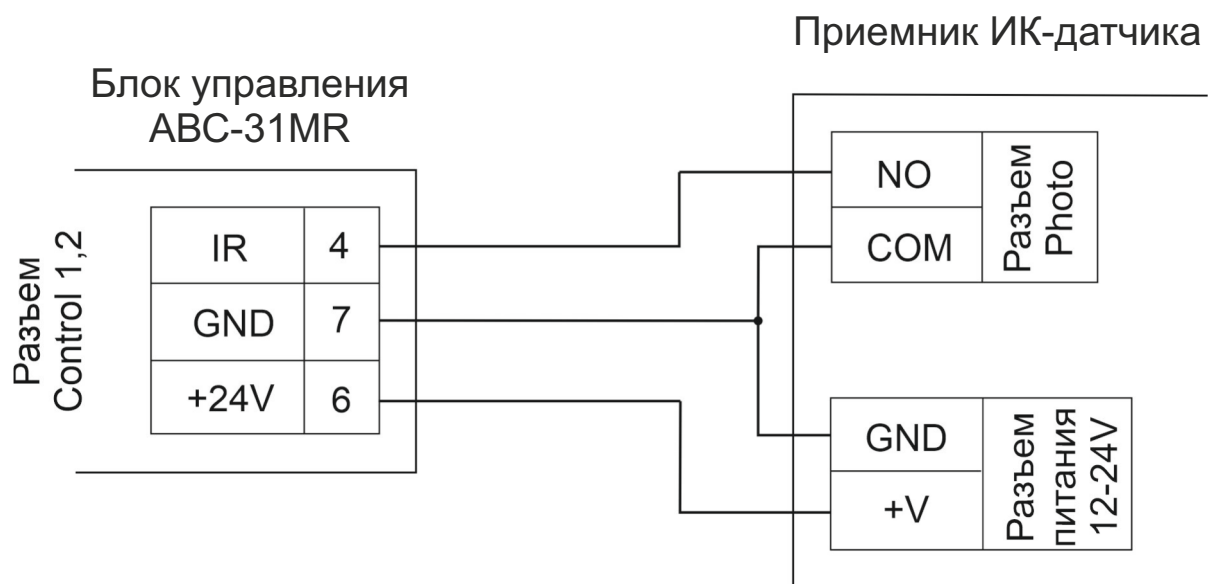 Приемник ИК-датчика
Блок управления
ABC-31MR
Разъем
Control 1,2
IR 4
GND 7
+24V 6
NO
COM
Разъем
Photo
GND
+V
Разъем
питания
12-24V